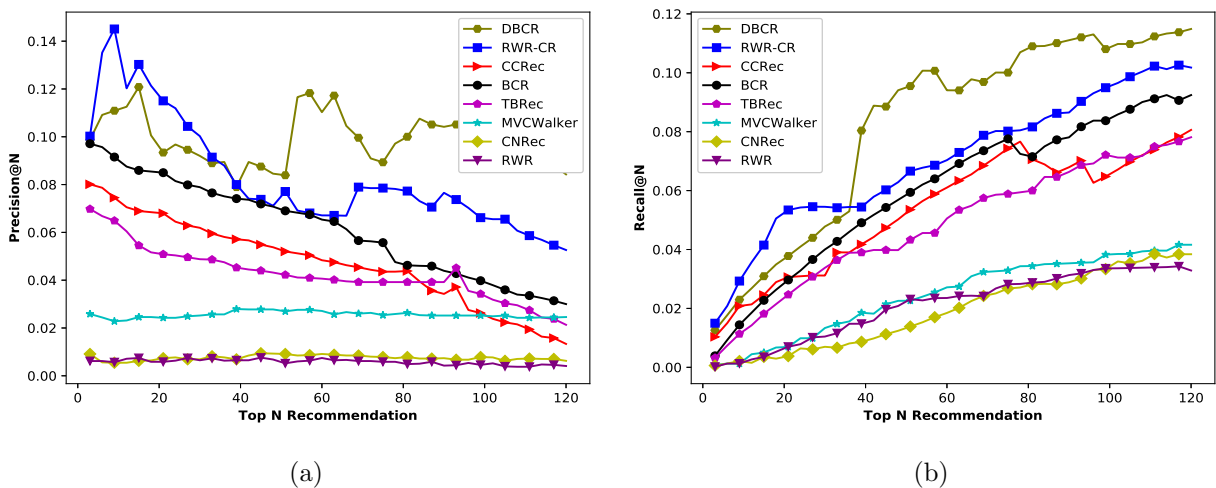 0.14
0.12
0.10
0.08
0.06
0.04
0.02
0.00
Precision@N
0 20 40 60 80 100 120
Top N Recommendation
DBCR
RWR-CR
CCRec
BCR
TBRec
MVCWalker
CNRec
RWR
(a)
0.12
0.10
0.08
0.06
0.04
0.02
0.00
Recall@N
0 20 40 60 80 100 120
Top N Recommendation
DBCR
RWR-CR
CCRec
BCR
TBRec
MVCWalker
CNRec
RWR
(b)